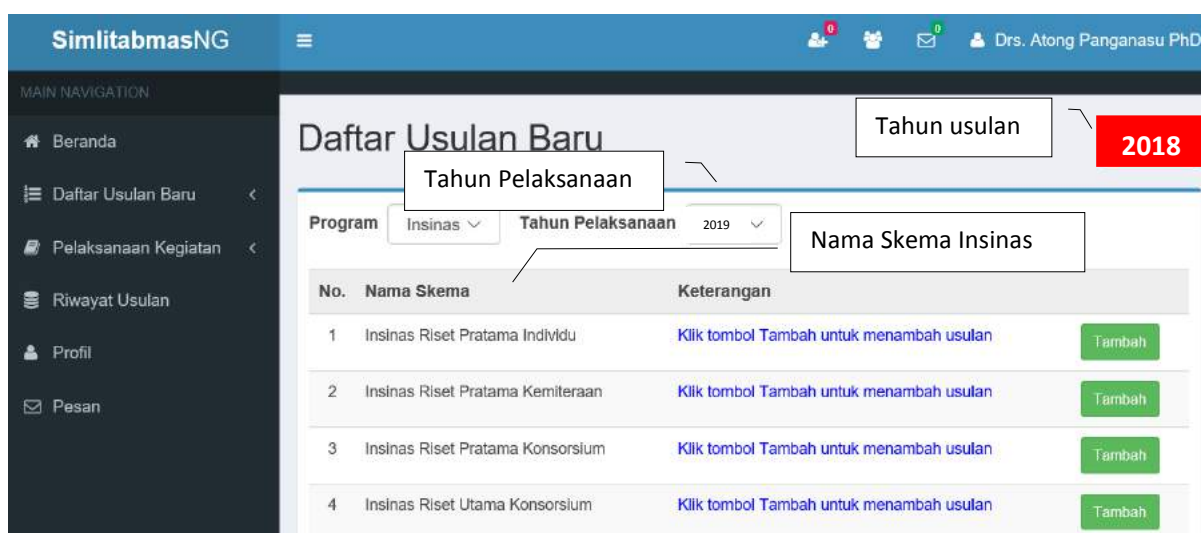 SimlitabmasNG
0
0
Drs. Atong Panganasu PhD
MAIN NAVIGATION
Beranda
Daftar Usulan Baru
Pelaksanaan Kegiatan
Riwayat Usulan
Profil
Pesan
Daftar Usulan Baru
Tahun usulan
2018
Tahun Pelaksanaan
Program Insinas Tahun Pelaksanaan 2019
Nama Skema Insinas
No. Nama Skema Keterangan
1 Insinas Riset Pratama Individu Klik tombol Tambah untuk menambah usulan Tambah
2 Insinas Riset Pratama Kemiteraan Klik tombol Tambah untuk menambah usulan Tambah
3 Insinas Riset Pratama Konsorsium Klik tombol Tambah untuk menambah usulan Tambah
4 Insinas Riset Utama Konsorsium Klik tombol Tambah untuk menambah usulan Tambah